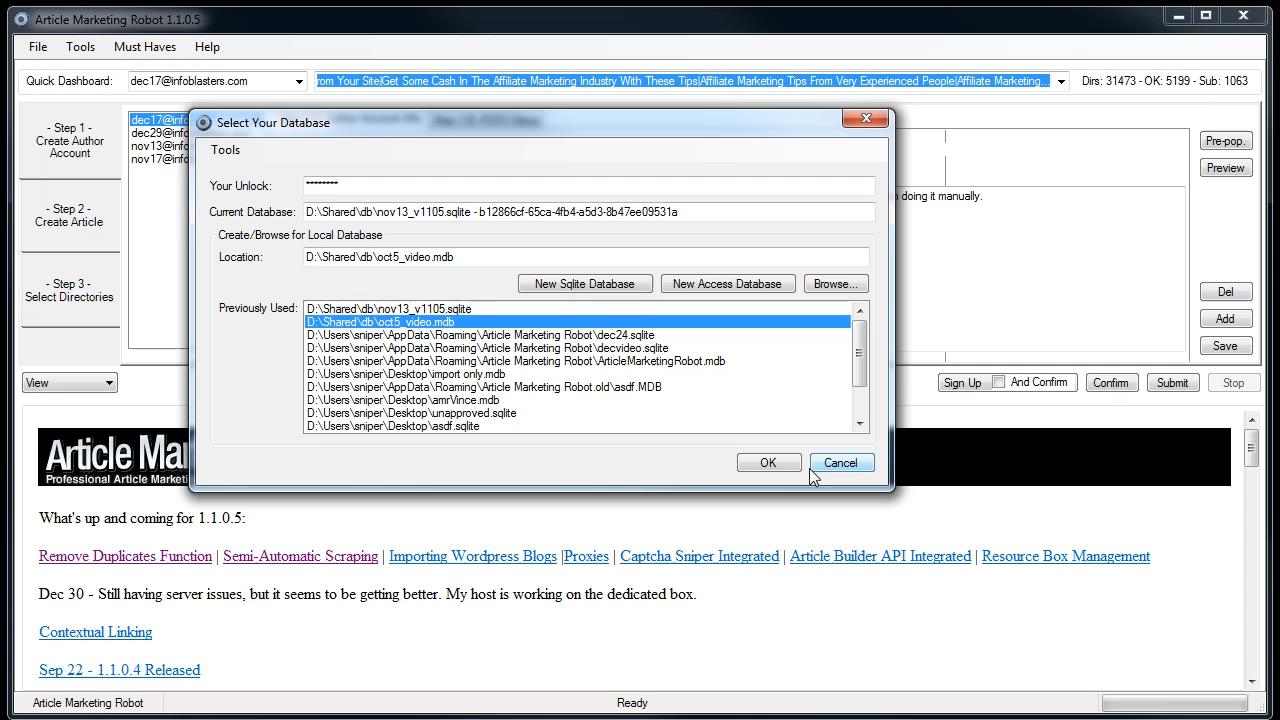 Article Marketing Robot 1.1.0.5
File Tools Must Haves Help
Quick Dashboard: dec17@infoblasters.com rom Your Site|Get Some Cash In The Affiliate Marketing Industry With These Tips|Affiliate Marketing Tips From Very Experienced People|Affiliate Marketing... Dirs: 31473 - OK: 5199 - Sub: 1063
- Step 1 -
Create Author
Account
- Step 2 -
Create Article
- Step 3 -
Select Directories
dec17@info
dec29@info
nov13@info
nov17@info
Select Your Database
Tools
Your Unlock: ********
Current Database: D:\Shared\db\nov13_v1105.sqlite - b12866cf-65ca-4fb4-a5d3-8b47ee09531a
Create/Browse for Local Database
Location: D:\Shared\db\oct5_video.mdb
New Sqlite Database New Access Database Browse...
Previously Used:
D:\Shared\db\nov13_v1105.sqlite
D:\Shared\db\oct5_video.mdb
D:\Users\sniper\AppData\Roaming\Article Marketing Robot\dec24.sqlite
D:\Users\sniper\AppData\Roaming\Article Marketing Robot\decvideo.sqlite
D:\Users\sniper\AppData\Roaming\Article Marketing Robot\ArticleMarketingRobot.mdb
D:\Users\sniper\Desktop\import only.mdb
D:\Users\sniper\AppData\Roaming\Article Marketing Robot.old\asdf.MDB
D:\Users\sniper\Desktop\amrVince.mdb
D:\Users\sniper\Desktop\unapproved.sqlite
D:\Users\sniper\Desktop\asdf.sqlite
OK Cancel
doing it manually.
Pre-pop.
Preview
Del
Add
Save
View Sign Up And Confirm Confirm Submit Stop
Article Ma
Professional Article Marketi
What's up and coming for 1.1.0.5:
Remove Duplicates Function | Semi-Automatic Scraping | Importing Wordpress Blogs |Proxies | Captcha Sniper Integrated | Article Builder API Integrated | Resource Box Management
Dec 30 - Still having server issues, but it seems to be getting better. My host is working on the dedicated box.
Contextual Linking
Sep 22 - 1.1.0.4 Released
Article Marketing Robot Ready